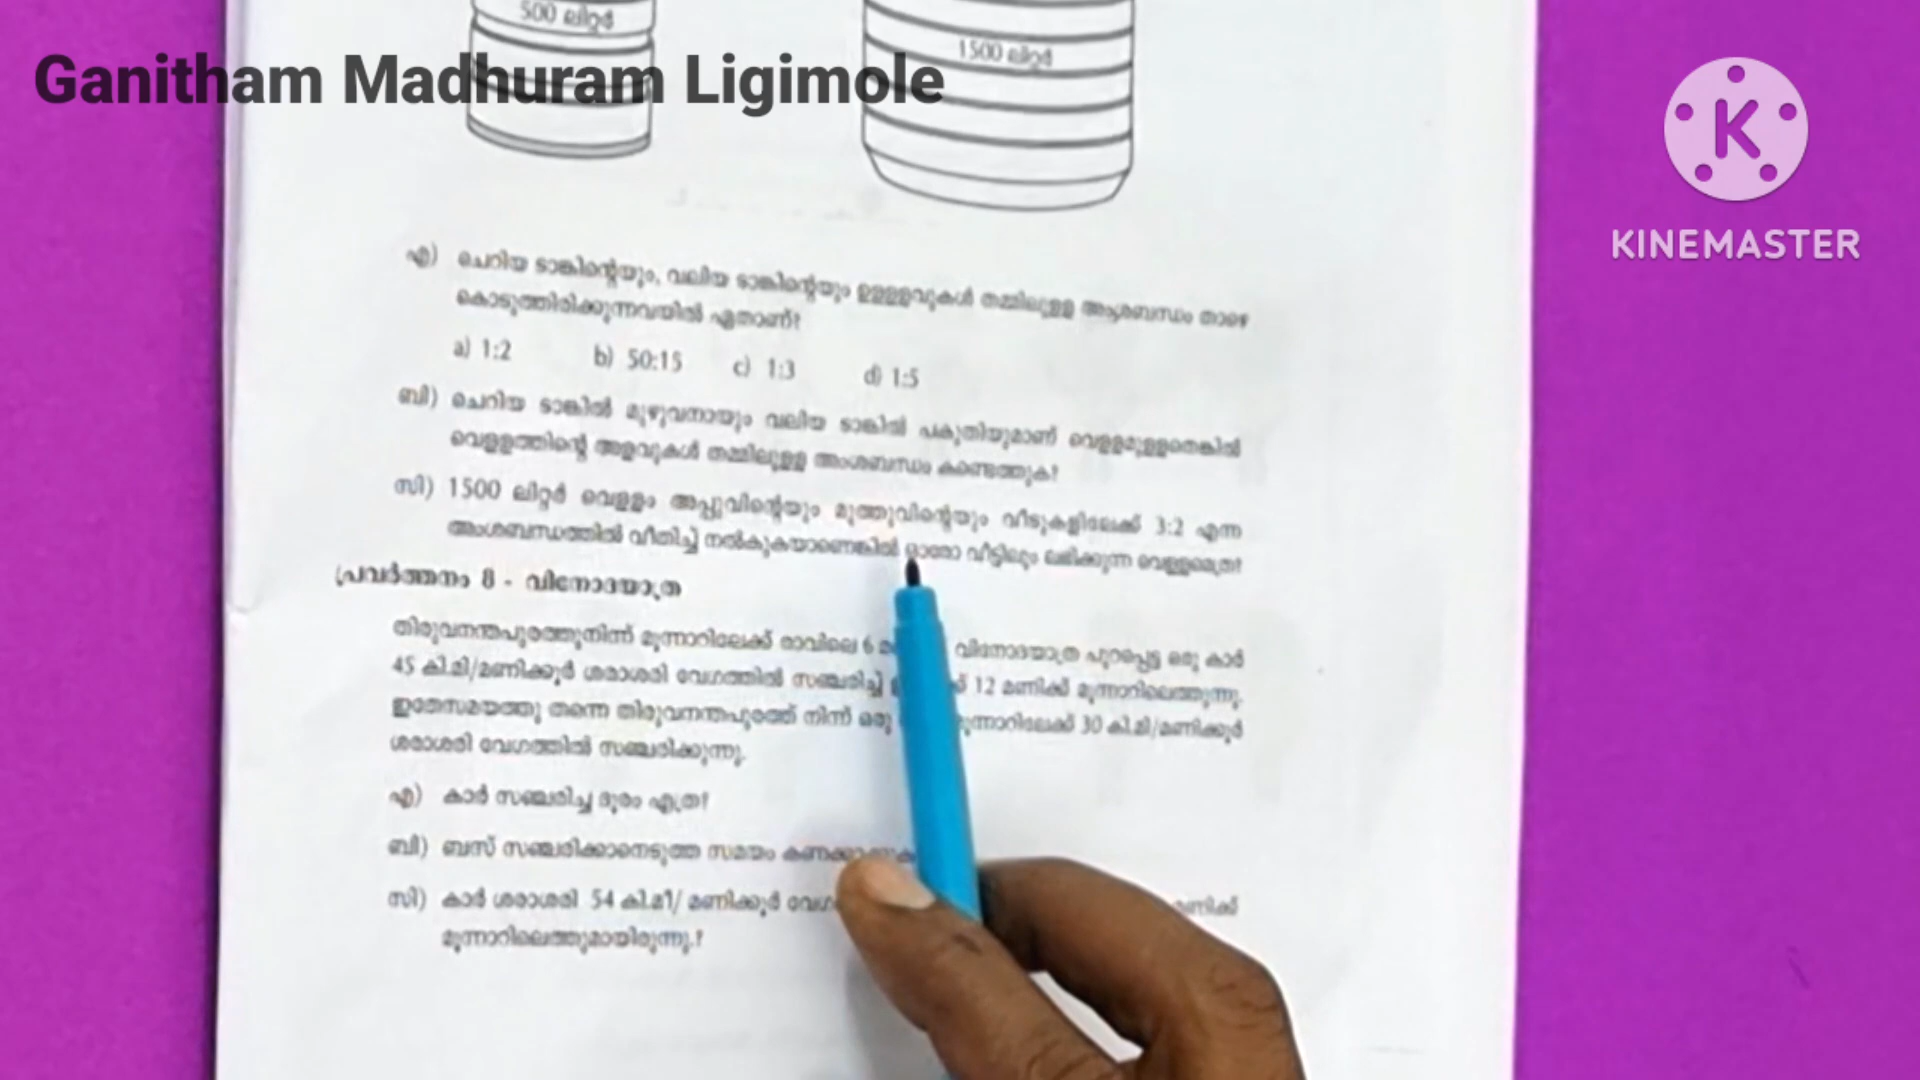 500 ലിറ്റർ
1500 ലിറ്റർ
Ganitham Madhuram Ligimole
KINEMASTER
എ) ചെറിയ ടാങ്കിന്റെയും, വലിയ ടാങ്കിന്റെയും ഉള്ളളവുകൾ തമ്മിലുള്ള അംശബന്ധം താഴെ
കൊടുത്തിരിക്കുന്നവയിൽ ഏതാണ്?
a) 1:2 b) 50:15 c) 1:3 d) 1:5
ബി) ചെറിയ ടാങ്കിൽ മുഴുവനായും വലിയ ടാങ്കിൽ പകുതിയുമാണ് വെള്ളമുള്ളതെങ്കിൽ
വെള്ളത്തിന്റെ അളവുകൾ തമ്മിലുള്ള അംശബന്ധം കണ്ടെത്തുക?
സി) 1500 ലിറ്റർ വെള്ളം അപ്പുവിന്റെയും മുത്തുവിന്റെയും വീടുകളിലേക്ക് 3:2 എന്ന
അംശബന്ധത്തിൽ വീതിച്ച് നൽകുകയാണെങ്കിൽ ഓരോ വീട്ടിലും ലഭിക്കുന്ന വെള്ളമെത്ര?
പ്രവർത്തനം 8 - വിനോദയാത്ര
തിരുവനന്തപുരത്തുനിന്ന് മൂന്നാറിലേക്ക് രാവിലെ 6 വിനോദയാത്ര പുറപ്പെട്ട ഒരു കാർ
45 കി.മി/മണിക്കൂർ ശരാശരി വേഗത്തിൽ സഞ്ചരിച്ച് 12 മണിക്ക് മൂന്നാറിലെത്തുന്നു.
ഇതേസമയത്തു തന്നെ തിരുവനന്തപുരത്ത് നിന്ന് ഒരു മൂന്നാറിലേക്ക് 30 കി.മി/മണിക്കൂർ
ശരാശരി വേഗത്തിൽ സഞ്ചരിക്കുന്നു.
എ) കാർ സഞ്ചരിച്ച ദൂരം എത്ര?
ബി) ബസ് സഞ്ചരിക്കാനെടുത്ത സമയം
സി) കാർ ശരാശരി 54 കി.മീ/ മണിക്കൂർ മണിക്ക്
മൂന്നാറിലെത്തുമായിരുന്നു.?